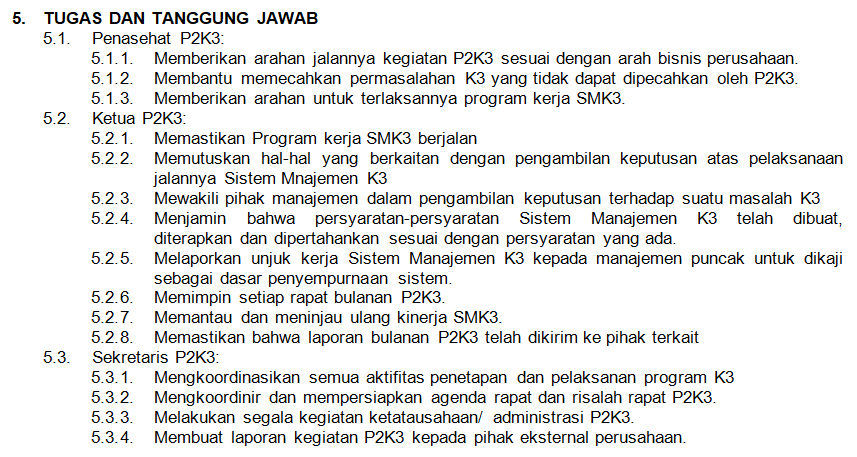 5. TUGAS DAN TANGGUNG JAWAB
5.1. Penasehat P2K3:
5.1.1. Memberikan arahan jalannya kegiatan P2K3 sesuai dengan arah bisnis perusahaan.
5.1.2. Membantu memecahkan permasalahan K3 yang tidak dapat dipecahkan oleh P2K3.
5.1.3. Memberikan arahan untuk terlaksannya program kerja SMK3.
5.2. Ketua P2K3:
5.2.1. Memastikan Program kerja SMK3 berjalan
5.2.2. Memutuskan hal-hal yang berkaitan dengan pengambilan keputusan atas pelaksanaan
jalannya Sistem Mnajemen K3
5.2.3. Mewakili pihak manajemen dalam pengambilan keputusan terhadap suatu masalah K3
5.2.4. Menjamin bahwa persyaratan-persyaratan Sistem Manajemen K3 telah dibuat,
diterapkan dan dipertahankan sesuai dengan persyaratan yang ada.
5.2.5. Melaporkan unjuk kerja Sistem Manajemen K3 kepada manajemen puncak untuk dikaji
sebagai dasar penyempurnaan sistem.
5.2.6. Memimpin setiap rapat bulanan P2K3.
5.2.7. Memantau dan meninjau ulang kinerja SMK3.
5.2.8. Memastikan bahwa laporan bulanan P2K3 telah dikirim ke pihak terkait
5.3. Sekretaris P2K3:
5.3.1. Mengkoordinasikan semua aktifitas penetapan dan pelaksanan program K3
5.3.2. Mengkoordinir dan mempersiapkan agenda rapat dan risalah rapat P2K3.
5.3.3. Melakukan segala kegiatan ketatausahaan/ administrasi P2K3.
5.3.4. Membuat laporan kegiatan P2K3 kepada pihak eksternal perusahaan.